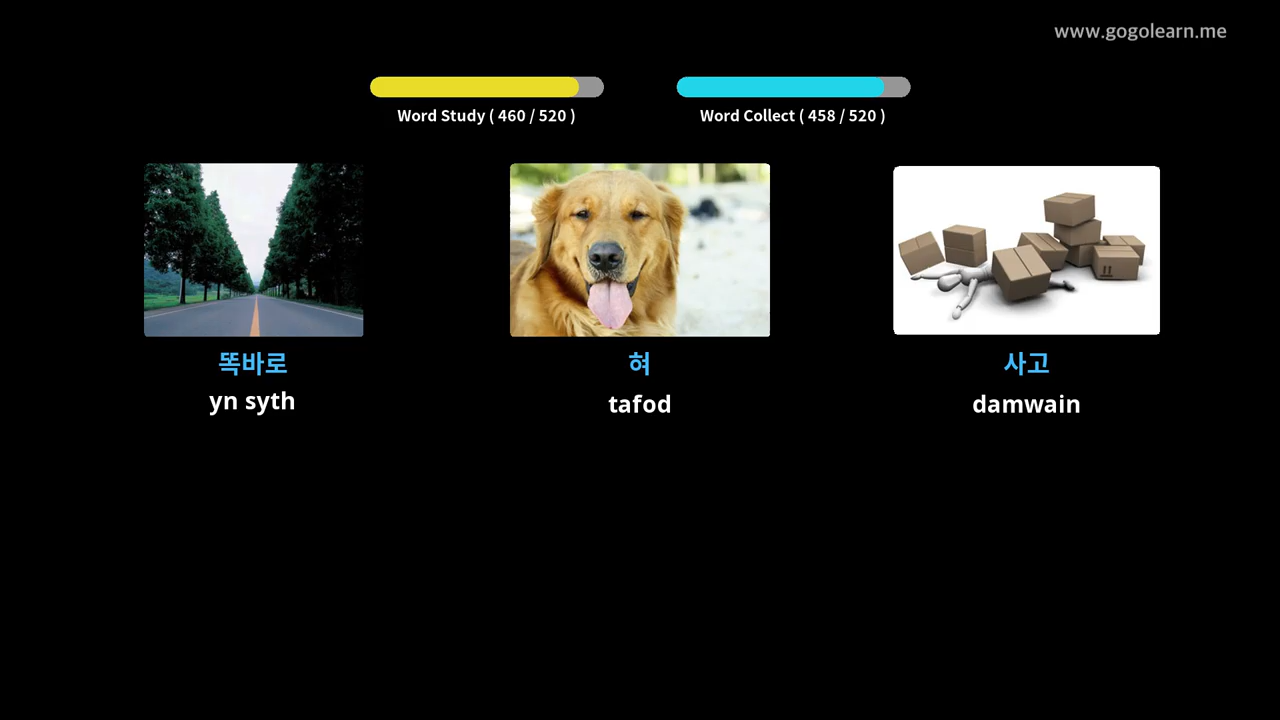 www.gogolearn.me
Word Study ( 460 / 520 )
Word Collect ( 458 / 520 )
똑바로
yn syth
혀
tafod
사고
damwain